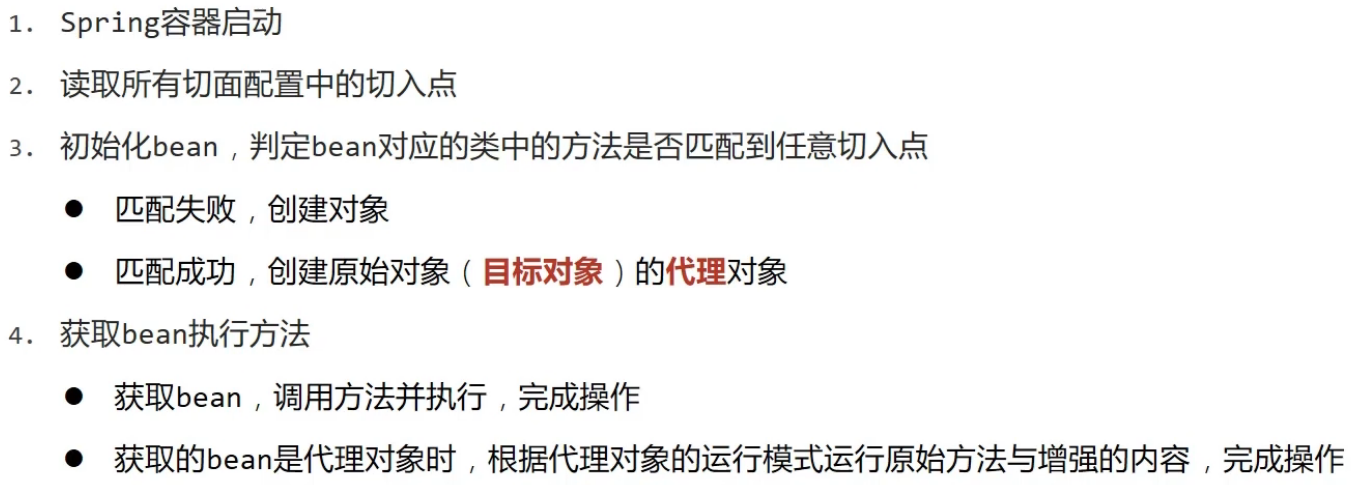 1. Spring容器启动
2. 读取所有切面配置中的切入点
3. 初始化bean，判定bean对应的类中的方法是否匹配到任意切入点
● 匹配失败，创建对象
● 匹配成功，创建原始对象（目标对象）的代理对象
4. 获取bean执行方法
● 获取bean，调用方法并执行，完成操作
● 获取的bean是代理对象时，根据代理对象的运行模式运行原始方法与增强的内容，完成操作